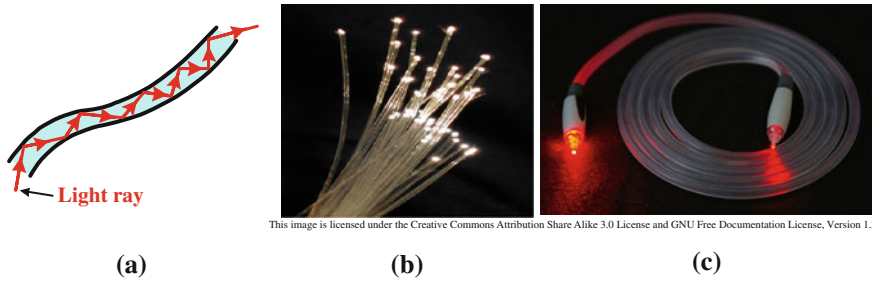 Light ray
This image is licensed under the Creative Commons Attribution Share Alike 3.0 License and GNU Free Documentation License, Version 1.
(a)
(b)
(c)